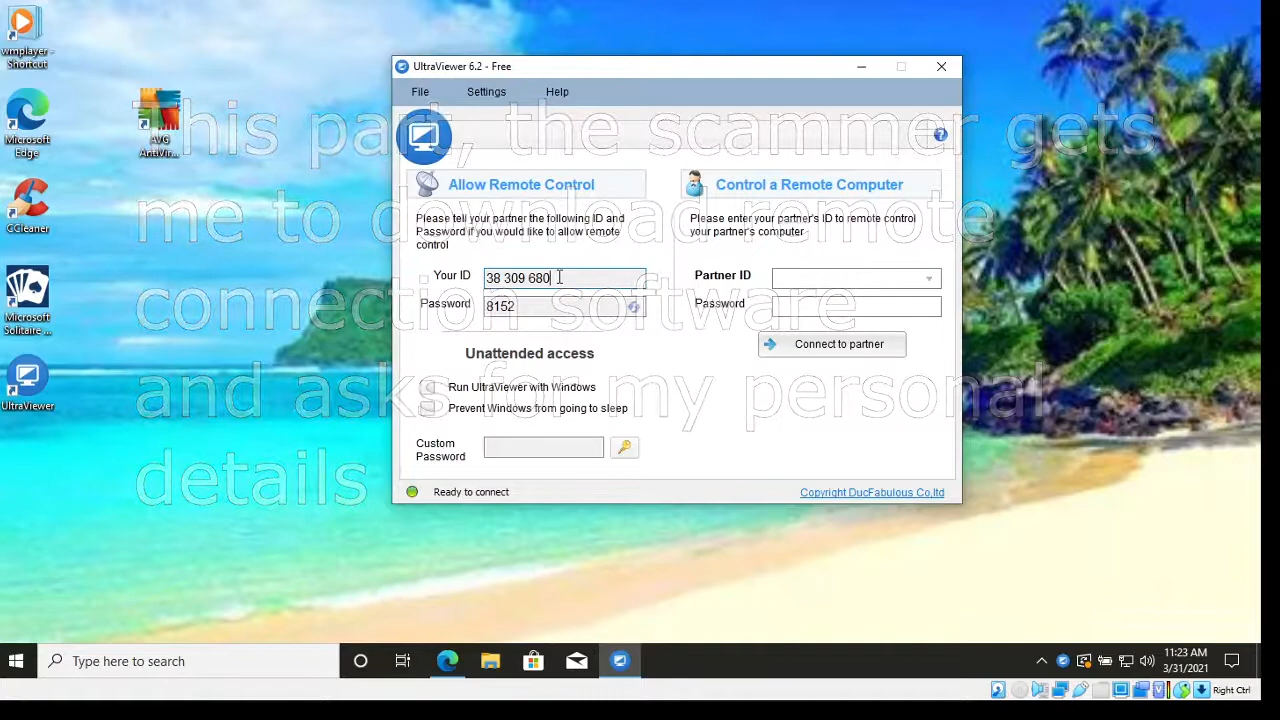 wmplayer -
Shortcut
Microsoft
Edge
AVG
AntiVir...
CCleaner
Microsoft
Solitaire ...
UltraViewer
This part, the scammer gets
me to download remote
connection software
and asks for my personal
details
UltraViewer 6.2 - Free
File Settings Help
Allow Remote Control
Please tell your partner the following ID and
Password if you would like to allow remote
control
Your ID 38 309 680
Password 8152
Unattended access
Run UltraViewer with Windows
Prevent Windows from going to sleep
Custom
Password
Ready to connect
Control a Remote Computer
Please enter your partner's ID to remote control
your partner's computer
Partner ID
Password
Connect to partner
Copyright DucFabulous Co,ltd
Type here to search
11:23 AM
3/31/2021
Right Ctrl